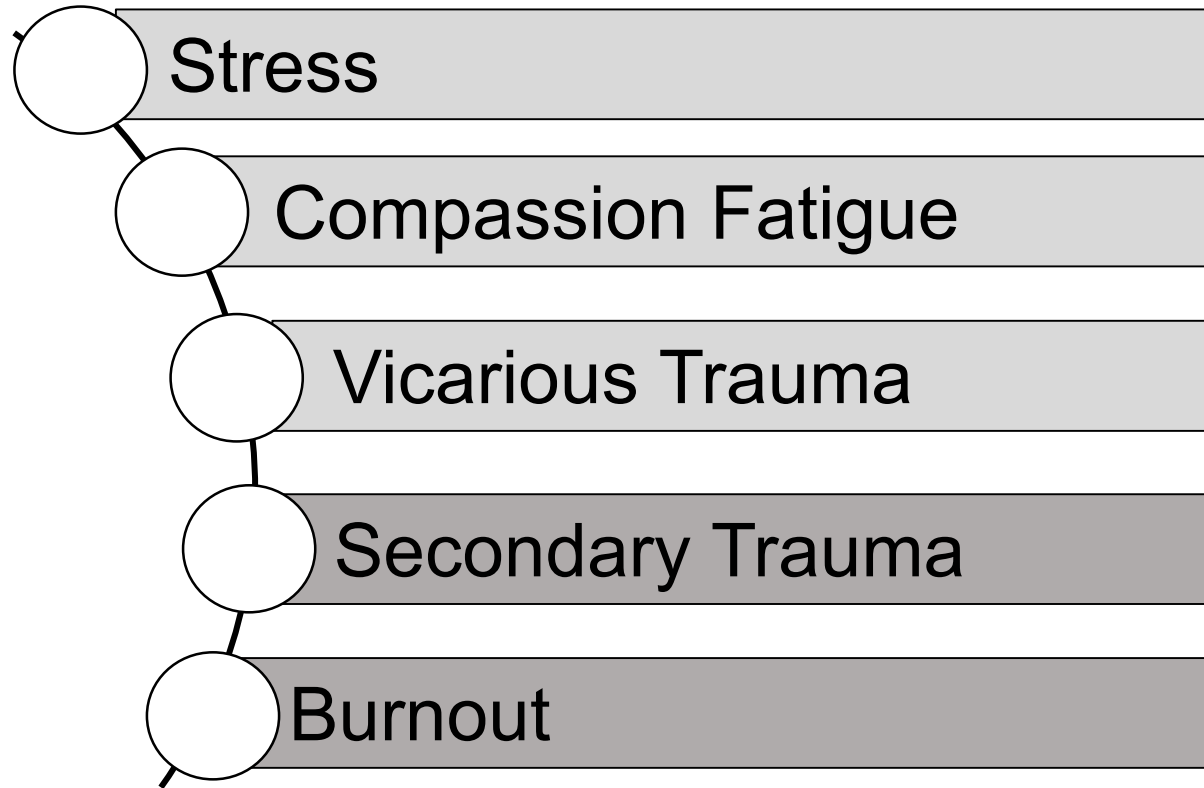 Stress
Compassion Fatigue
Vicarious Trauma
Secondary Trauma
Burnout